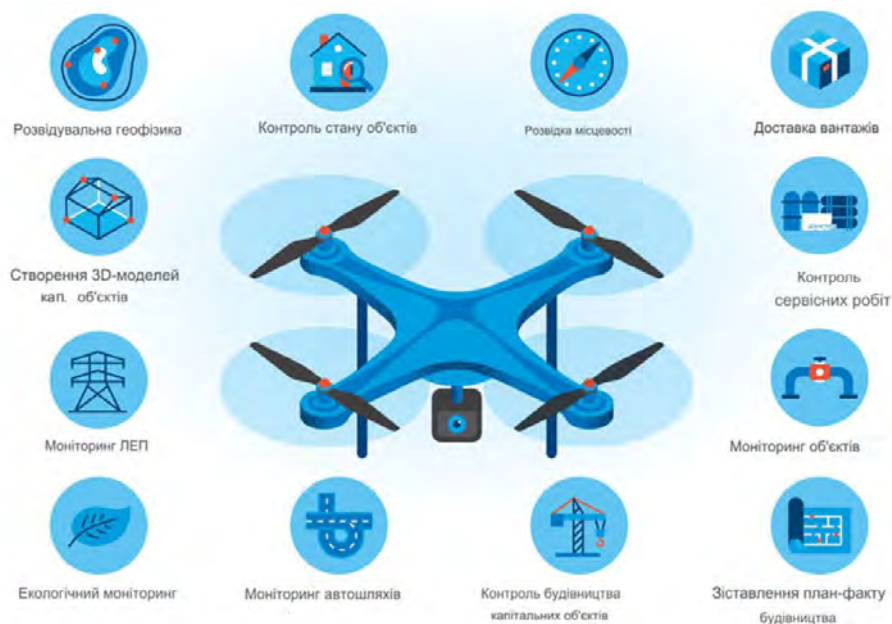 Розвідувальна геофізика
Контроль стану об'єктів
Розвідка місцевості
Доставка вантажів
Створення 3D-моделей
кап. об'єктів
Контроль
сервісних робіт
Моніторинг ЛЕП
Моніторинг об'єктів
Екологічний моніторинг
Моніторинг автошляхів
Контроль будівництва
капітальних об'єктів
Зіставлення план-факту
будівництва